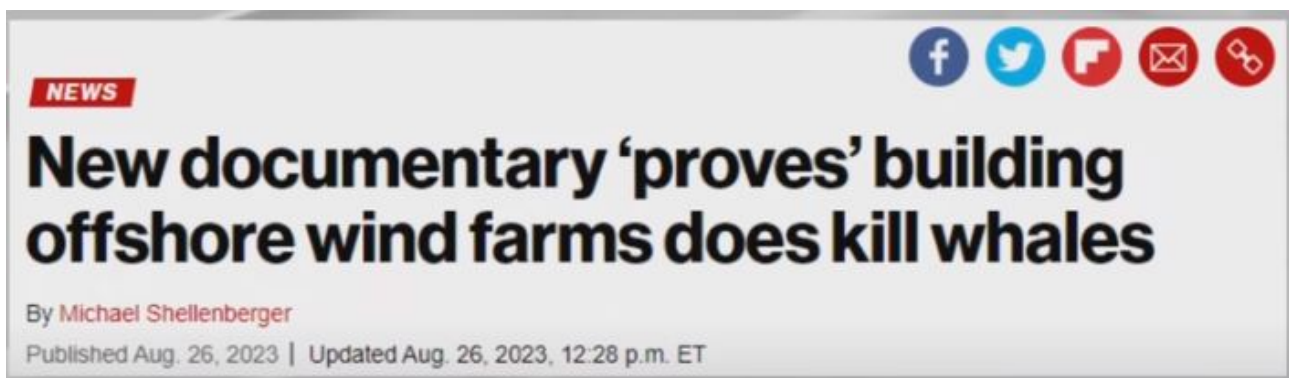 NEWS
New documentary ‘proves’ building
offshore wind farms does kill whales
By Michael Shellenberger
Published Aug. 26, 2023 | Updated Aug. 26, 2023, 12:28 p.m. ET